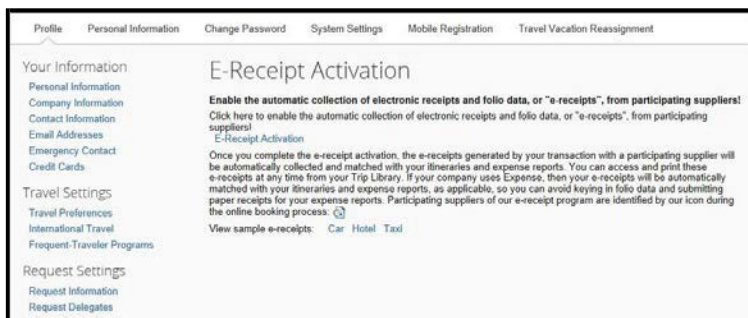 Profile Personal Information Change Password System Settings Mobile Registration Travel Vacation Reassignment
Your Information
Personal Information
Company Information
Contact Information
Email Addresses
Emergency Contact
Credit Cards
Travel Settings
Travel Preferences
International Travel
Frequent-Traveler Programs
Request Settings
Request Information
Request Delegates
E-Receipt Activation
Enable the automatic collection of electronic receipts and folio data, or "e-receipts", from participating suppliers!
Click here to enable the automatic collection of electronic receipts and folio data, or "e-receipts", from participating
suppliers!
E-Receipt Activation
Once you complete the e-receipt activation, the e-receipts generated by your transaction with a participating supplier will
be automatically collected and matched with your itineraries and expense reports. You can access and print these
e-receipts at any time from your Trip Library. If your company uses Expense, then your e-receipts will be automatically
matched with your itineraries and expense reports, as applicable, so you can avoid keying in folio data and submitting
paper receipts for your expense reports. Participating suppliers of our e-receipt program are identified by our icon during
the online booking process:
View sample e-receipts: Car Hotel Taxi